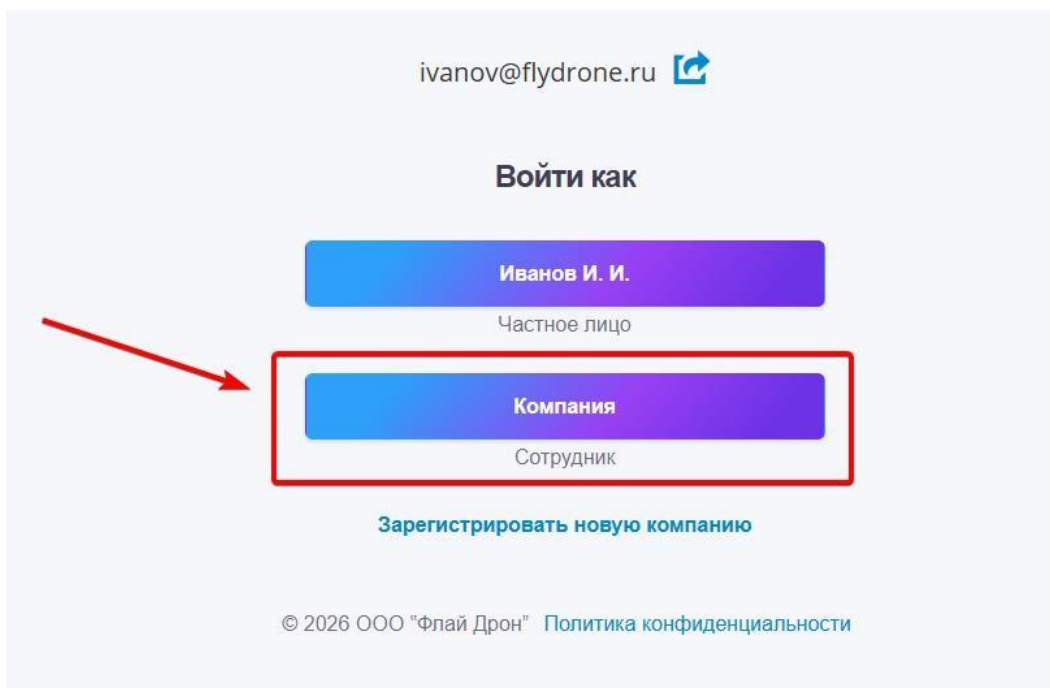 ivanov@flydrone.ru
Войти как
Иванов И. И.
Частное лицо
Компания
Сотрудник
Зарегистрировать новую компанию
© 2026 ООО "Флай Дрон" Политика конфиденциальности